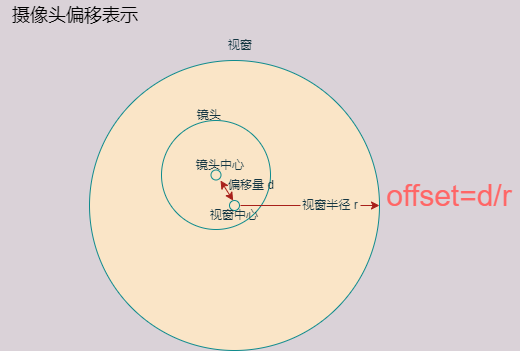 摄像头偏移表示
视窗
镜头
镜头中心
偏移量 d
视窗半径 r
offset=d/r
视窗中心